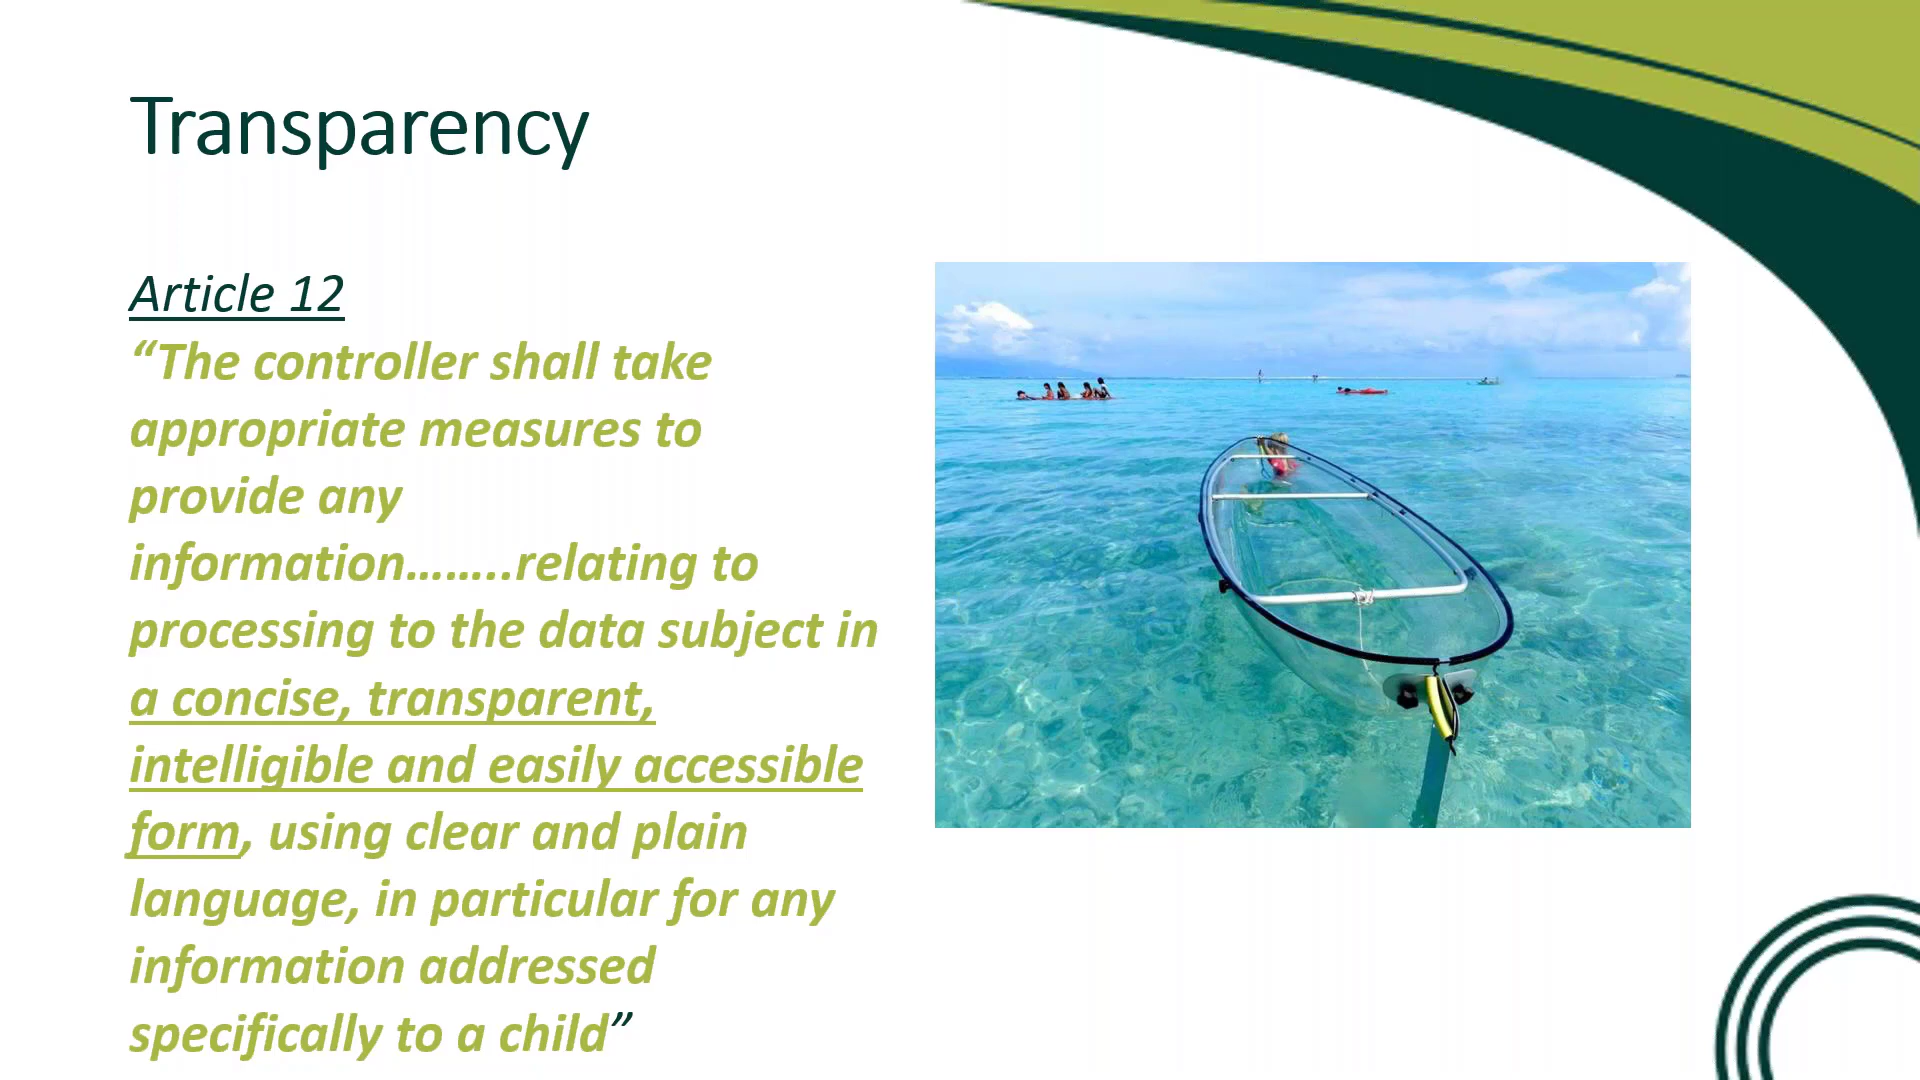 Transparency
Article 12
“The controller shall take
appropriate measures to
provide any
information……..relating to
processing to the data subject in
a concise, transparent,
intelligible and easily accessible
form, using clear and plain
language, in particular for any
information addressed
specifically to a child”